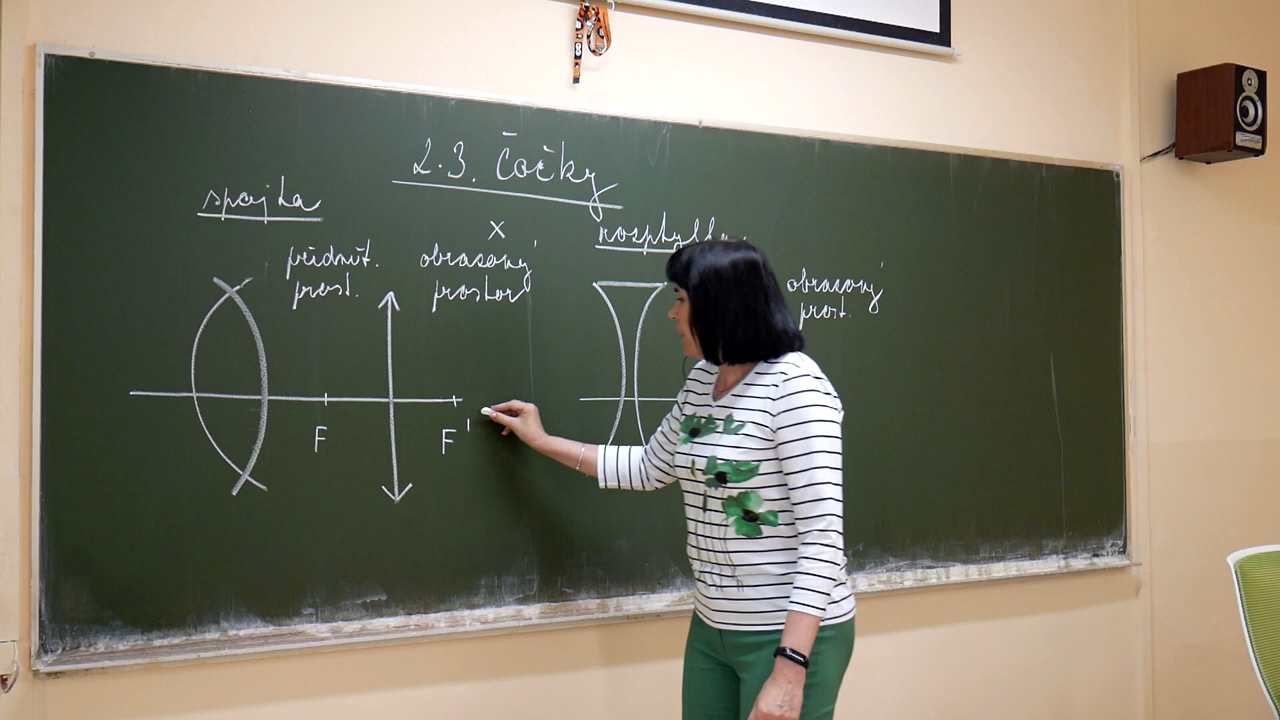 2.3. Čočky
spojka
x
rozptylka
předmět.
prost.
obrazový
prostor
obrazový
prost.
F
F'